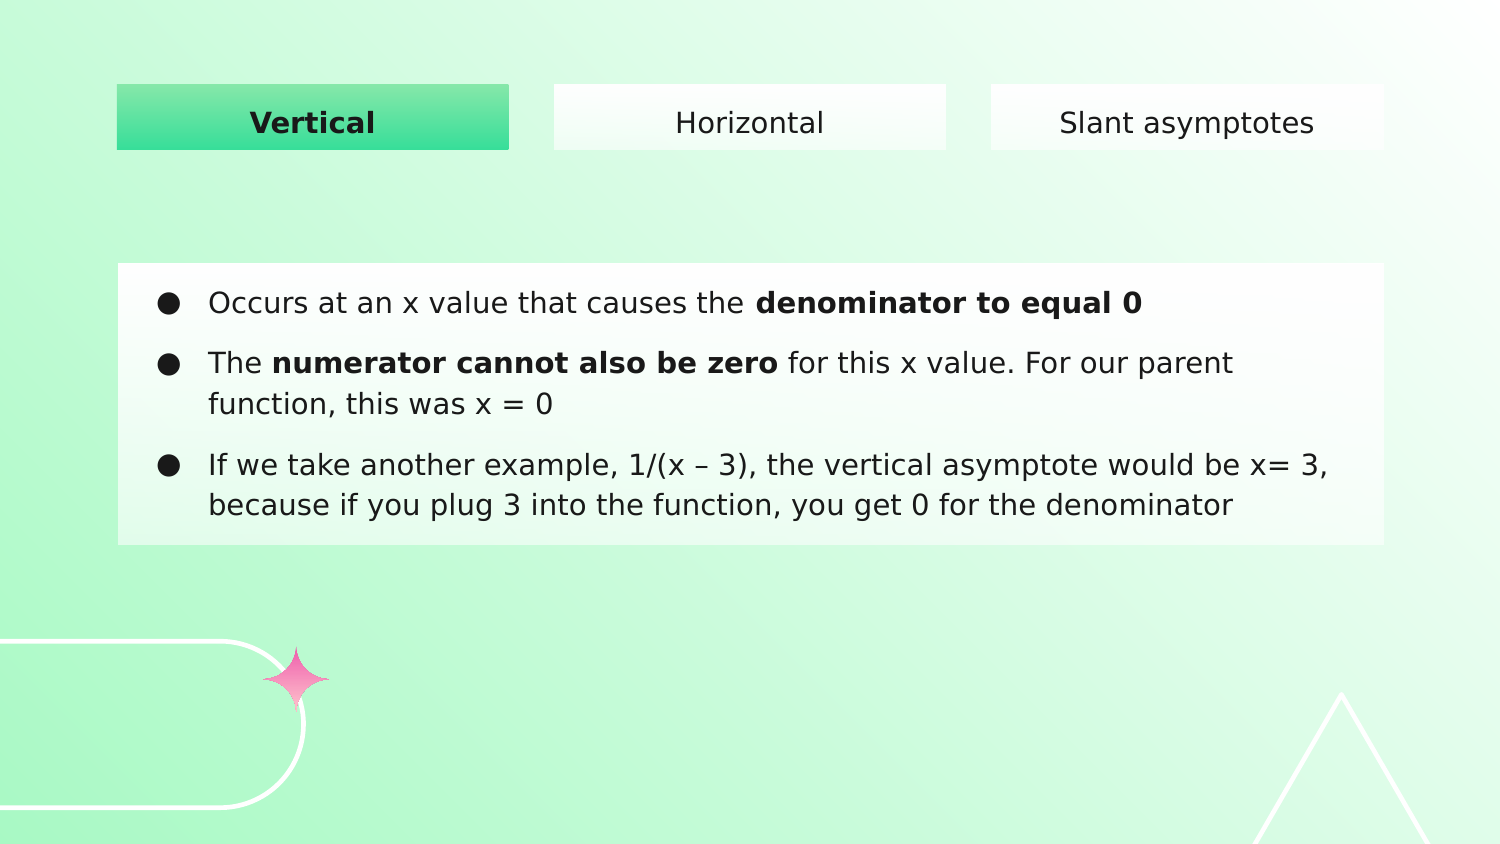 Vertical
Horizontal
Slant asymptotes
● Occurs at an x value that causes the denominator to equal 0
● The numerator cannot also be zero for this x value. For our parent
function, this was x = 0
● If we take another example, 1/(x – 3), the vertical asymptote would be x= 3,
because if you plug 3 into the function, you get 0 for the denominator